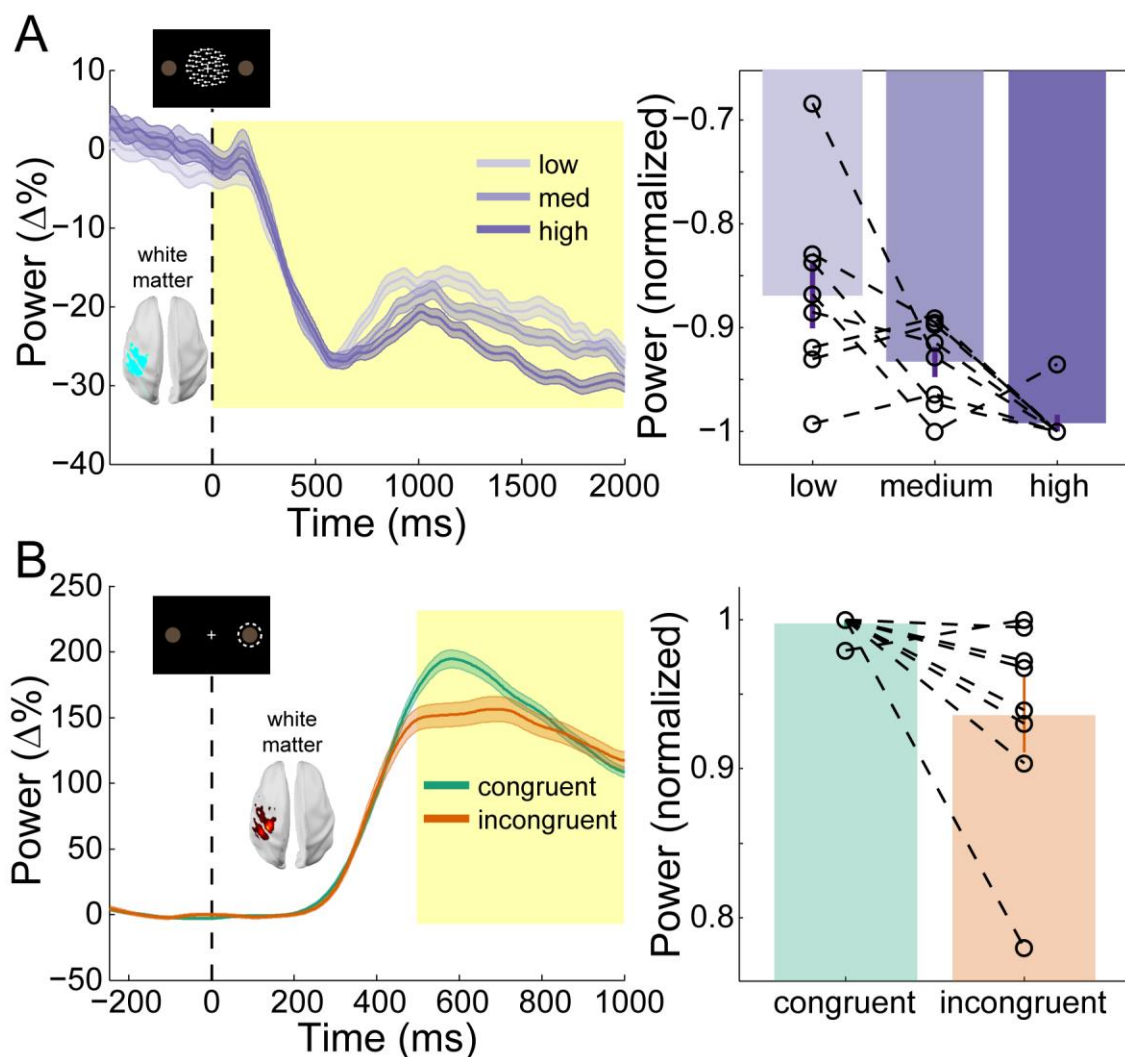 A
10
0
−10
−20
−30
−40
Power (Δ%)
low
med
high
white
matter
0
500
1000
1500
2000
Time (ms)
−0.7
−0.8
−0.9
−1
Power (normalized)
low
medium
high
B
250
200
150
100
50
0
−50
Power (Δ%)
white
matter
congruent
incongruent
−200
0
200
400
600
800
1000
Time (ms)
1
0.9
0.8
Power (normalized)
congruent
incongruent